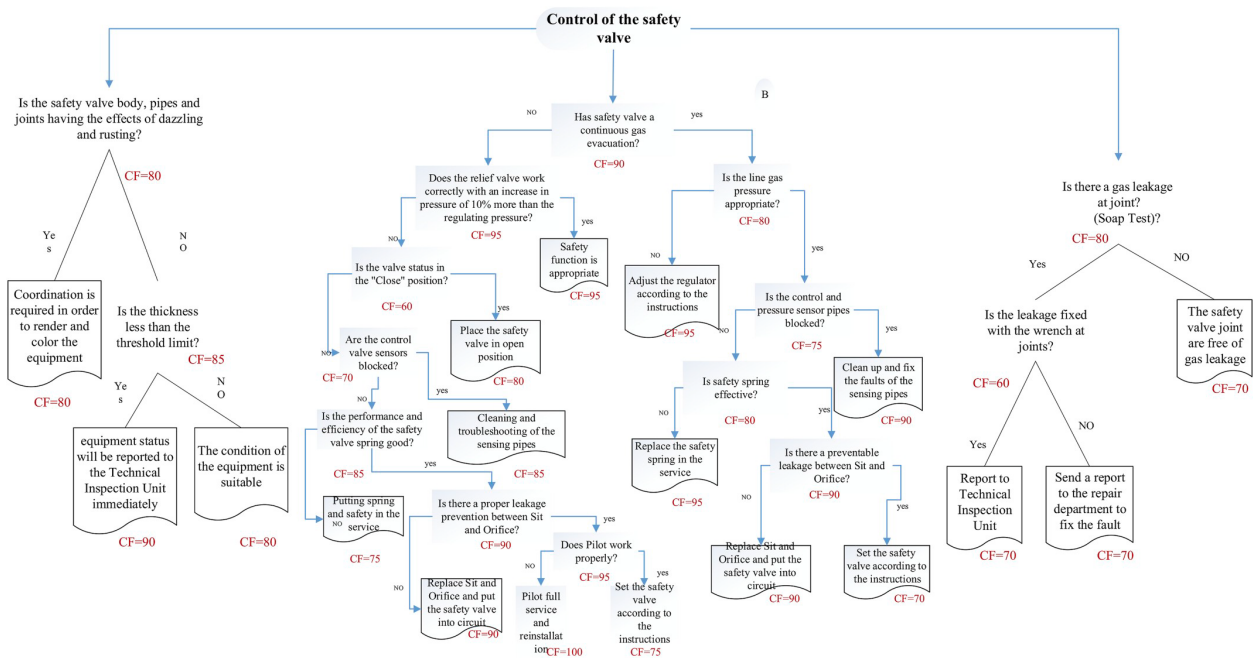 Control of the safety
valve
Is the safety valve body, pipes and
joints having the effects of dazzling
and rusting?
CF=80
Ye
s
N
O
Coordination is
required in order
to render and
color the
equipment
CF=80
Is the thickness
less than the
threshold limit?
CF=85
Ye
s
N
O
equipment status
will be reported to
the Technical
Inspection Unit
immediately
CF=90
The condition of
the equipment is
suitable
CF=80
B
Has safety valve a
continuous gas
evacuation?
CF=90
NO
yes
Does the relief valve work
correctly with an increase in
pressure of 10% more than the
regulating pressure?
CF=95
NO
yes
Safety
function is
appropriate
CF=95
Is the valve status in
the "Close" position?
CF=60
NO
yes
Place the safety
valve in open
position
CF=80
Are the control
valve sensors
blocked?
CF=70
NO
yes
Cleaning and
troubleshooting of the
sensing pipes
CF=85
Is the performance and
efficiency of the safety
valve spring good?
CF=85
NO
yes
Putting spring
and safety in the
service
CF=75
Is there a proper leakage
prevention between Sit
and Orifice?
CF=90
NO
yes
Replace Sit and
Orifice and put
the safety valve
into circuit
CF=90
Does Pilot work
properly?
CF=95
NO
yes
Pilot full
service
and
reinstallat
ion
CF=100
Set the safety
valve
according to
the
instructions
CF=75
Is the line gas
pressure
appropriate?
CF=80
NO
yes
Adjust the regulator
according to the
instructions
CF=95
Is the control and
pressure sensor pipes
blocked?
CF=75
NO
yes
Clean up and fix
the faults of the
sensing pipes
CF=90
Is safety spring
effective?
CF=80
NO
yes
Replace the safety
spring in the
service
CF=95
Is there a preventable
leakage between Sit and
Orifice?
CF=90
NO
yes
Replace Sit and
Orifice and put the
safety valve into
circuit
CF=90
Set the safety
valve according to
the instructions
CF=70
Is there a gas leakage
at joint?
(Soap Test)?
CF=80
Yes
NO
Is the leakage fixed
with the wrench at
joints?
CF=60
The safety
valve joint
are free of
gas leakage
CF=70
Yes
NO
Report to
Technical
Inspection
Unit
CF=70
Send a report
to the repair
department to
fix the fault
CF=70